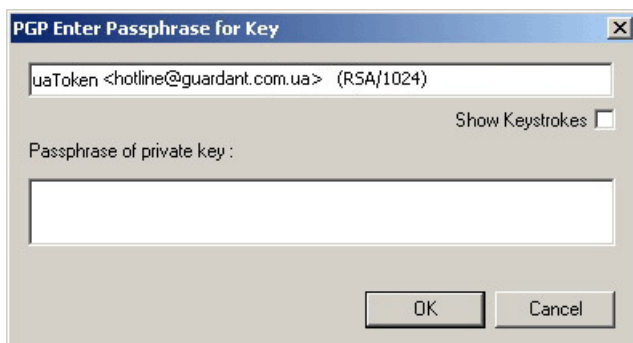 PGP Enter Passphrase for Key
uaToken <hotline@guardant.com.ua> (RSA/1024)
Show Keystrokes
Passphrase of private key :
OK Cancel